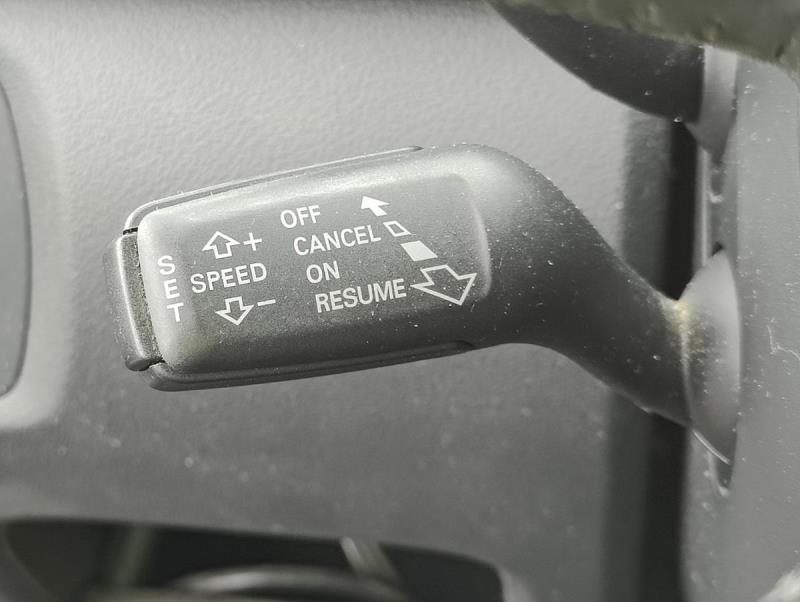 SET
SPEED
+
−
OFF
CANCEL
ON
RESUME